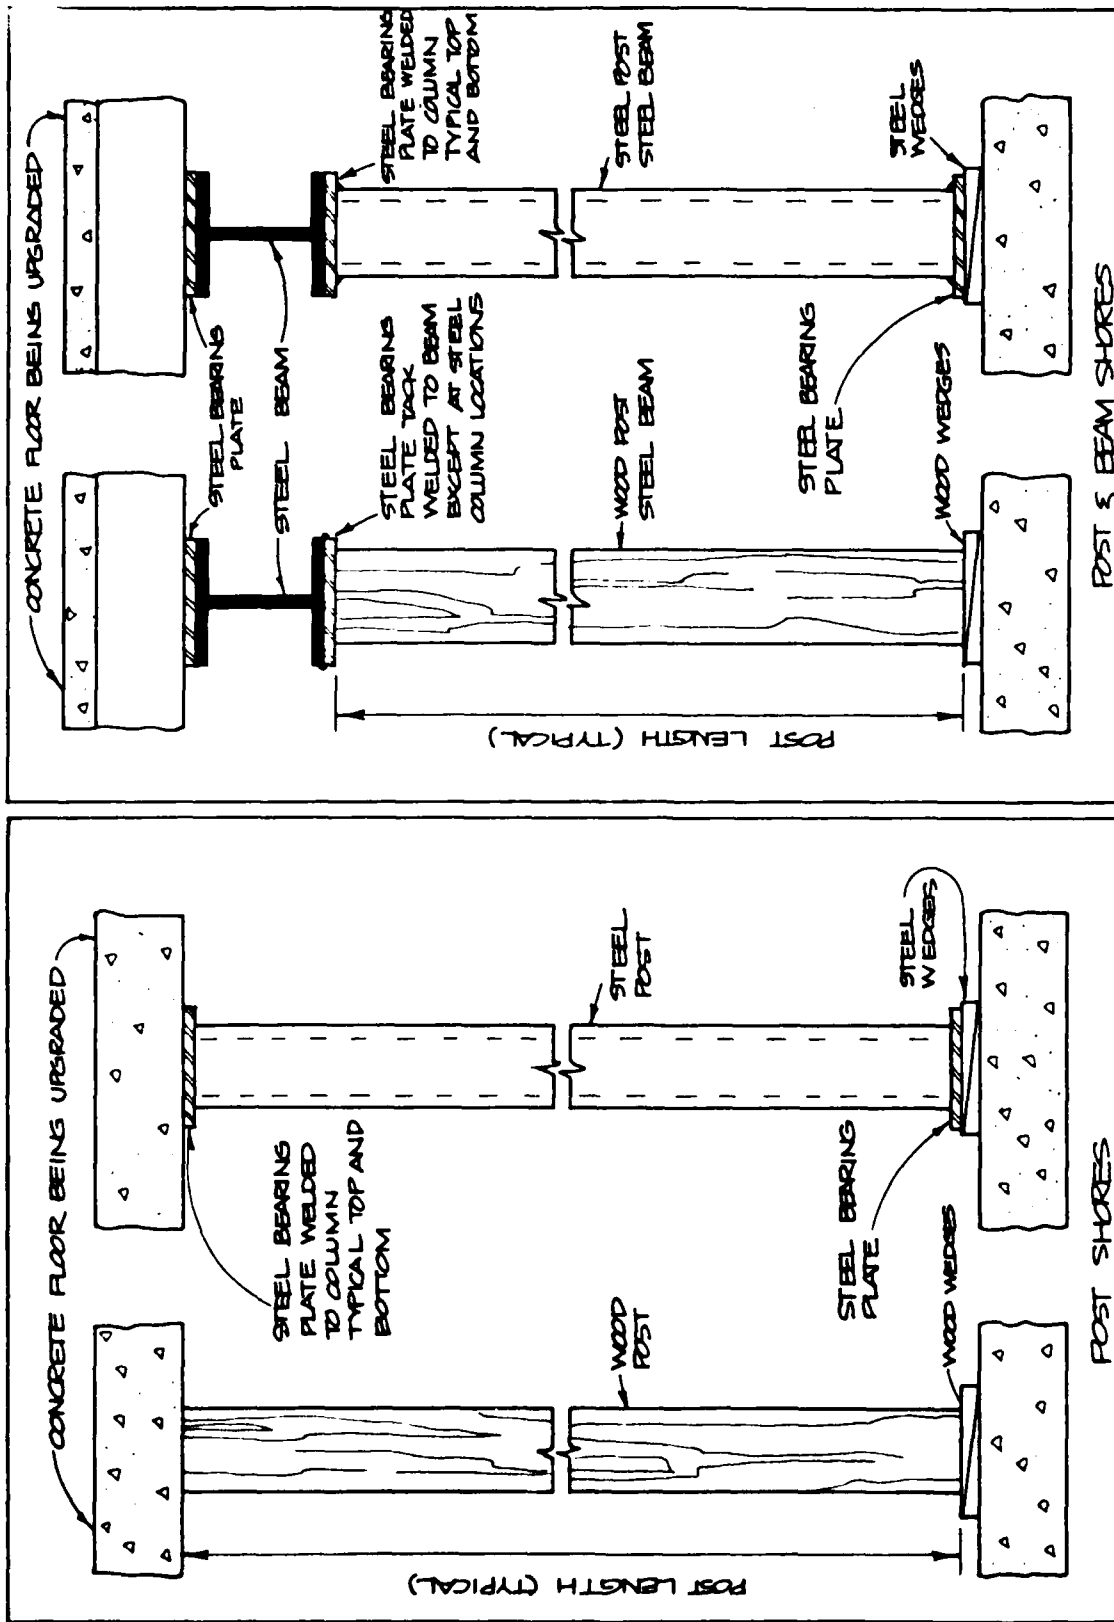 CONCRETE FLOOR BEING UPGRADED
STEEL BEARING
PLATE WELDED
TO COLUMN
TYPICAL TOP AND
BOTTOM
WOOD
POST
STEEL
POST
STEEL BEARING
PLATE
WOOD WEDGES
STEEL
WEDGES
POST LENGTH (TYPICAL)
POST SHORES
CONCRETE FLOOR BEING UPGRADED
STEEL BEARING
PLATE
STEEL BEAM
STEEL BEARING
PLATE TACK
WELDED TO BEAM
EXCEPT AT STEEL
COLUMN LOCATIONS
STEEL BEARING
PLATE WELDED
TO COLUMN
TYPICAL TOP
AND BOTTOM
WOOD POST
STEEL BEAM
STEEL POST
STEEL BEAM
STEEL BEARING
PLATE
WOOD WEDGES
STEEL
WEDGES
POST LENGTH (TYPICAL)
POST & BEAM SHORES